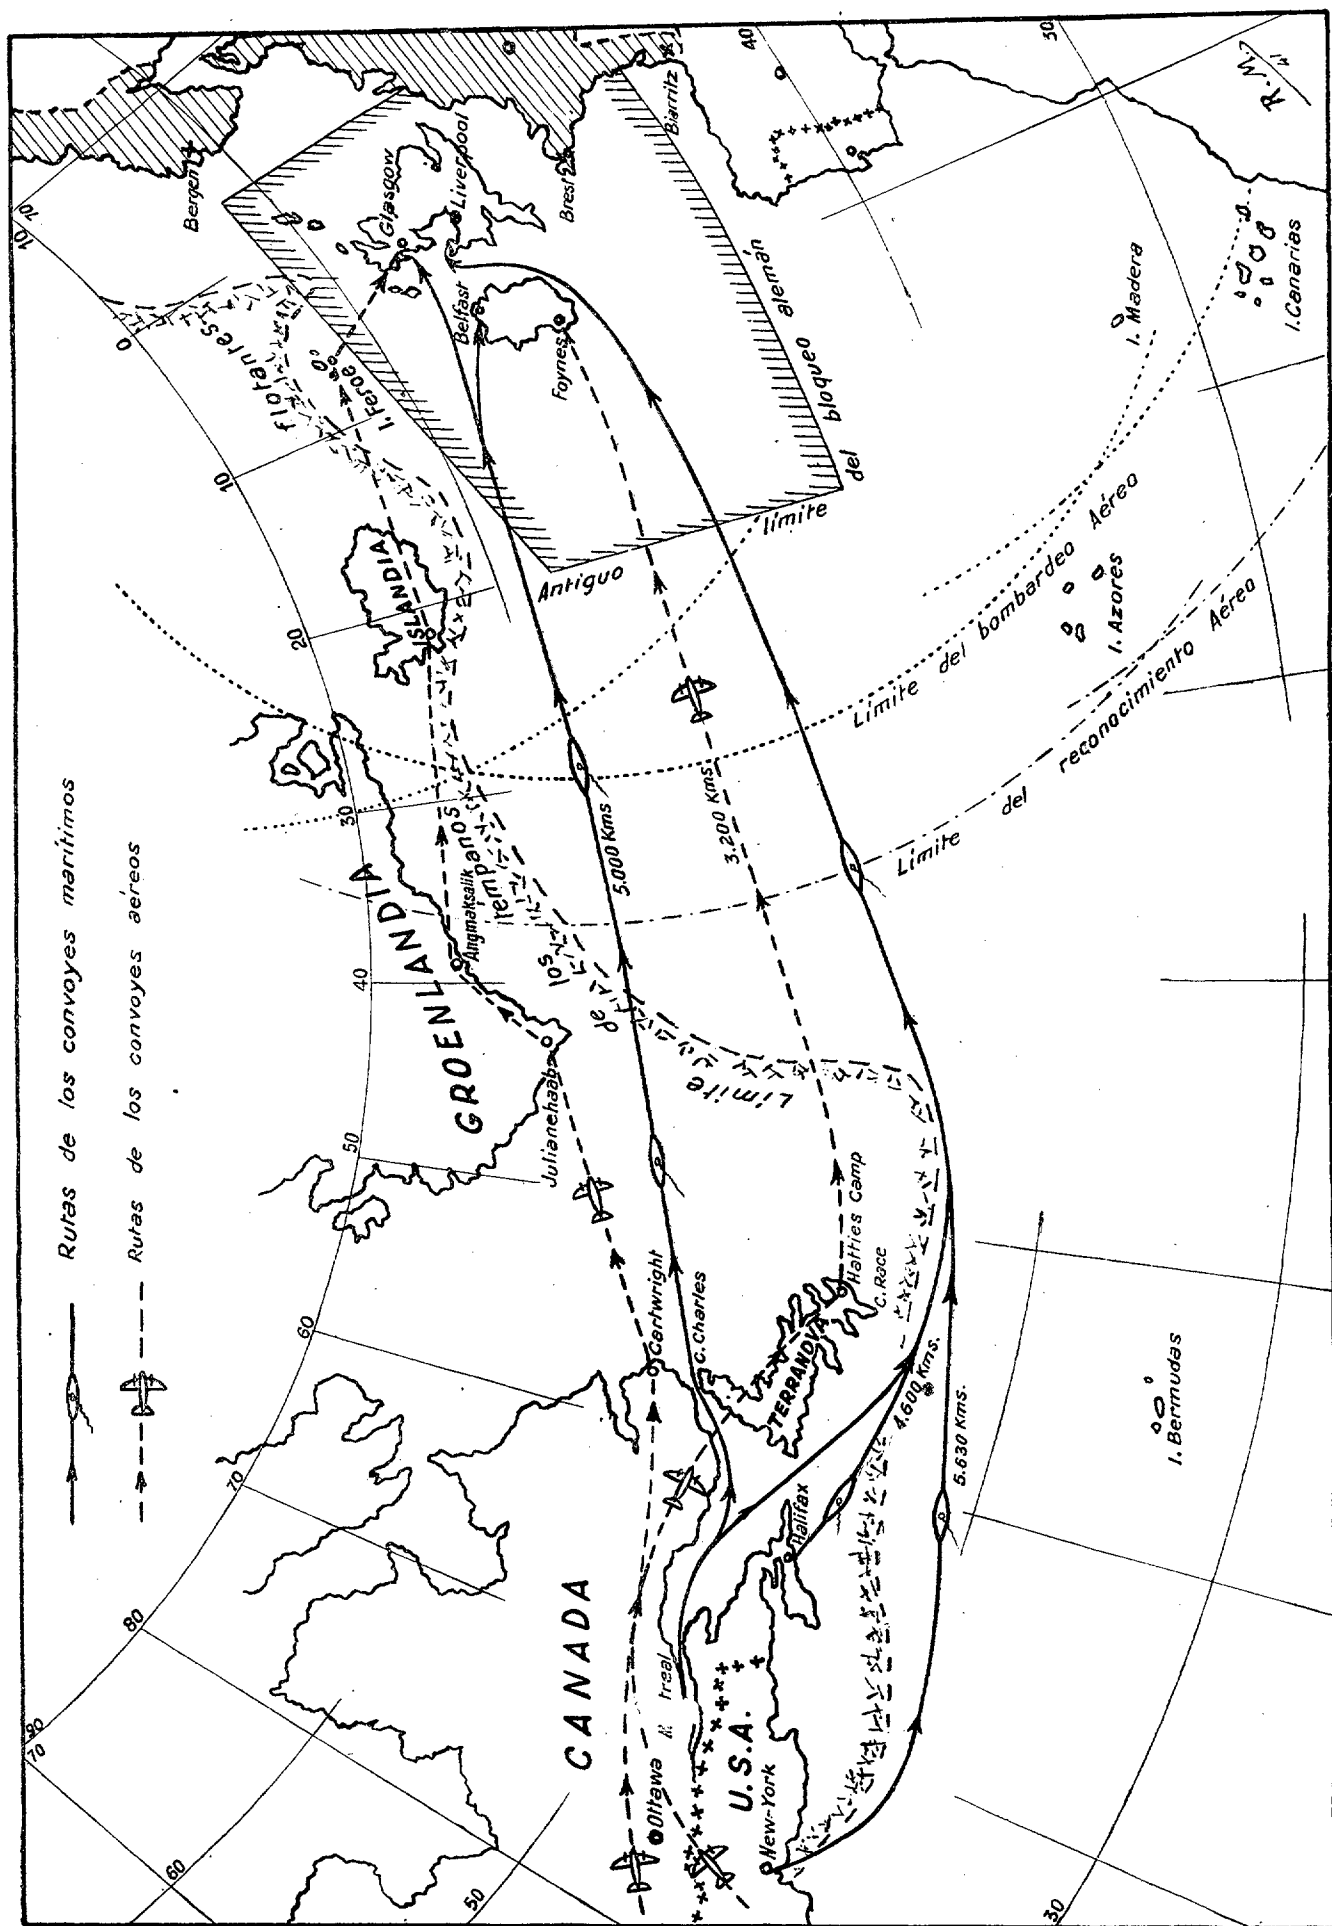 Rutas de los convoyes marítimos
Rutas de los convoyes aéreos
90
70
80
70
60
50
40
30
20
10
0
10
70
60
50
30
40
30
CANADA
GROENLANDIA
ISLANDIA
U.S.A.
TERRANOVA
Ottawa
treal
New-York
Halifax
Cartwright
C. Charles
Hatties Camp
C. Race
Julianehaab
Angmaksalik
I. Feroe
Bergen
Glasgow
Liverpool
Belfast
Foynes
Brest
Biarritz
I. Madera
I. Canarias
I. Azores
I. Bermudas
5.000 Kms
3.200 Kms.
4.600 Kms.
5.630 Kms.
Límite de los témpanos flotantes
Antiguo límite del bloqueo alemán
Límite del bombardeo Aéreo
Límite del reconocimiento Aéreo
R.M.